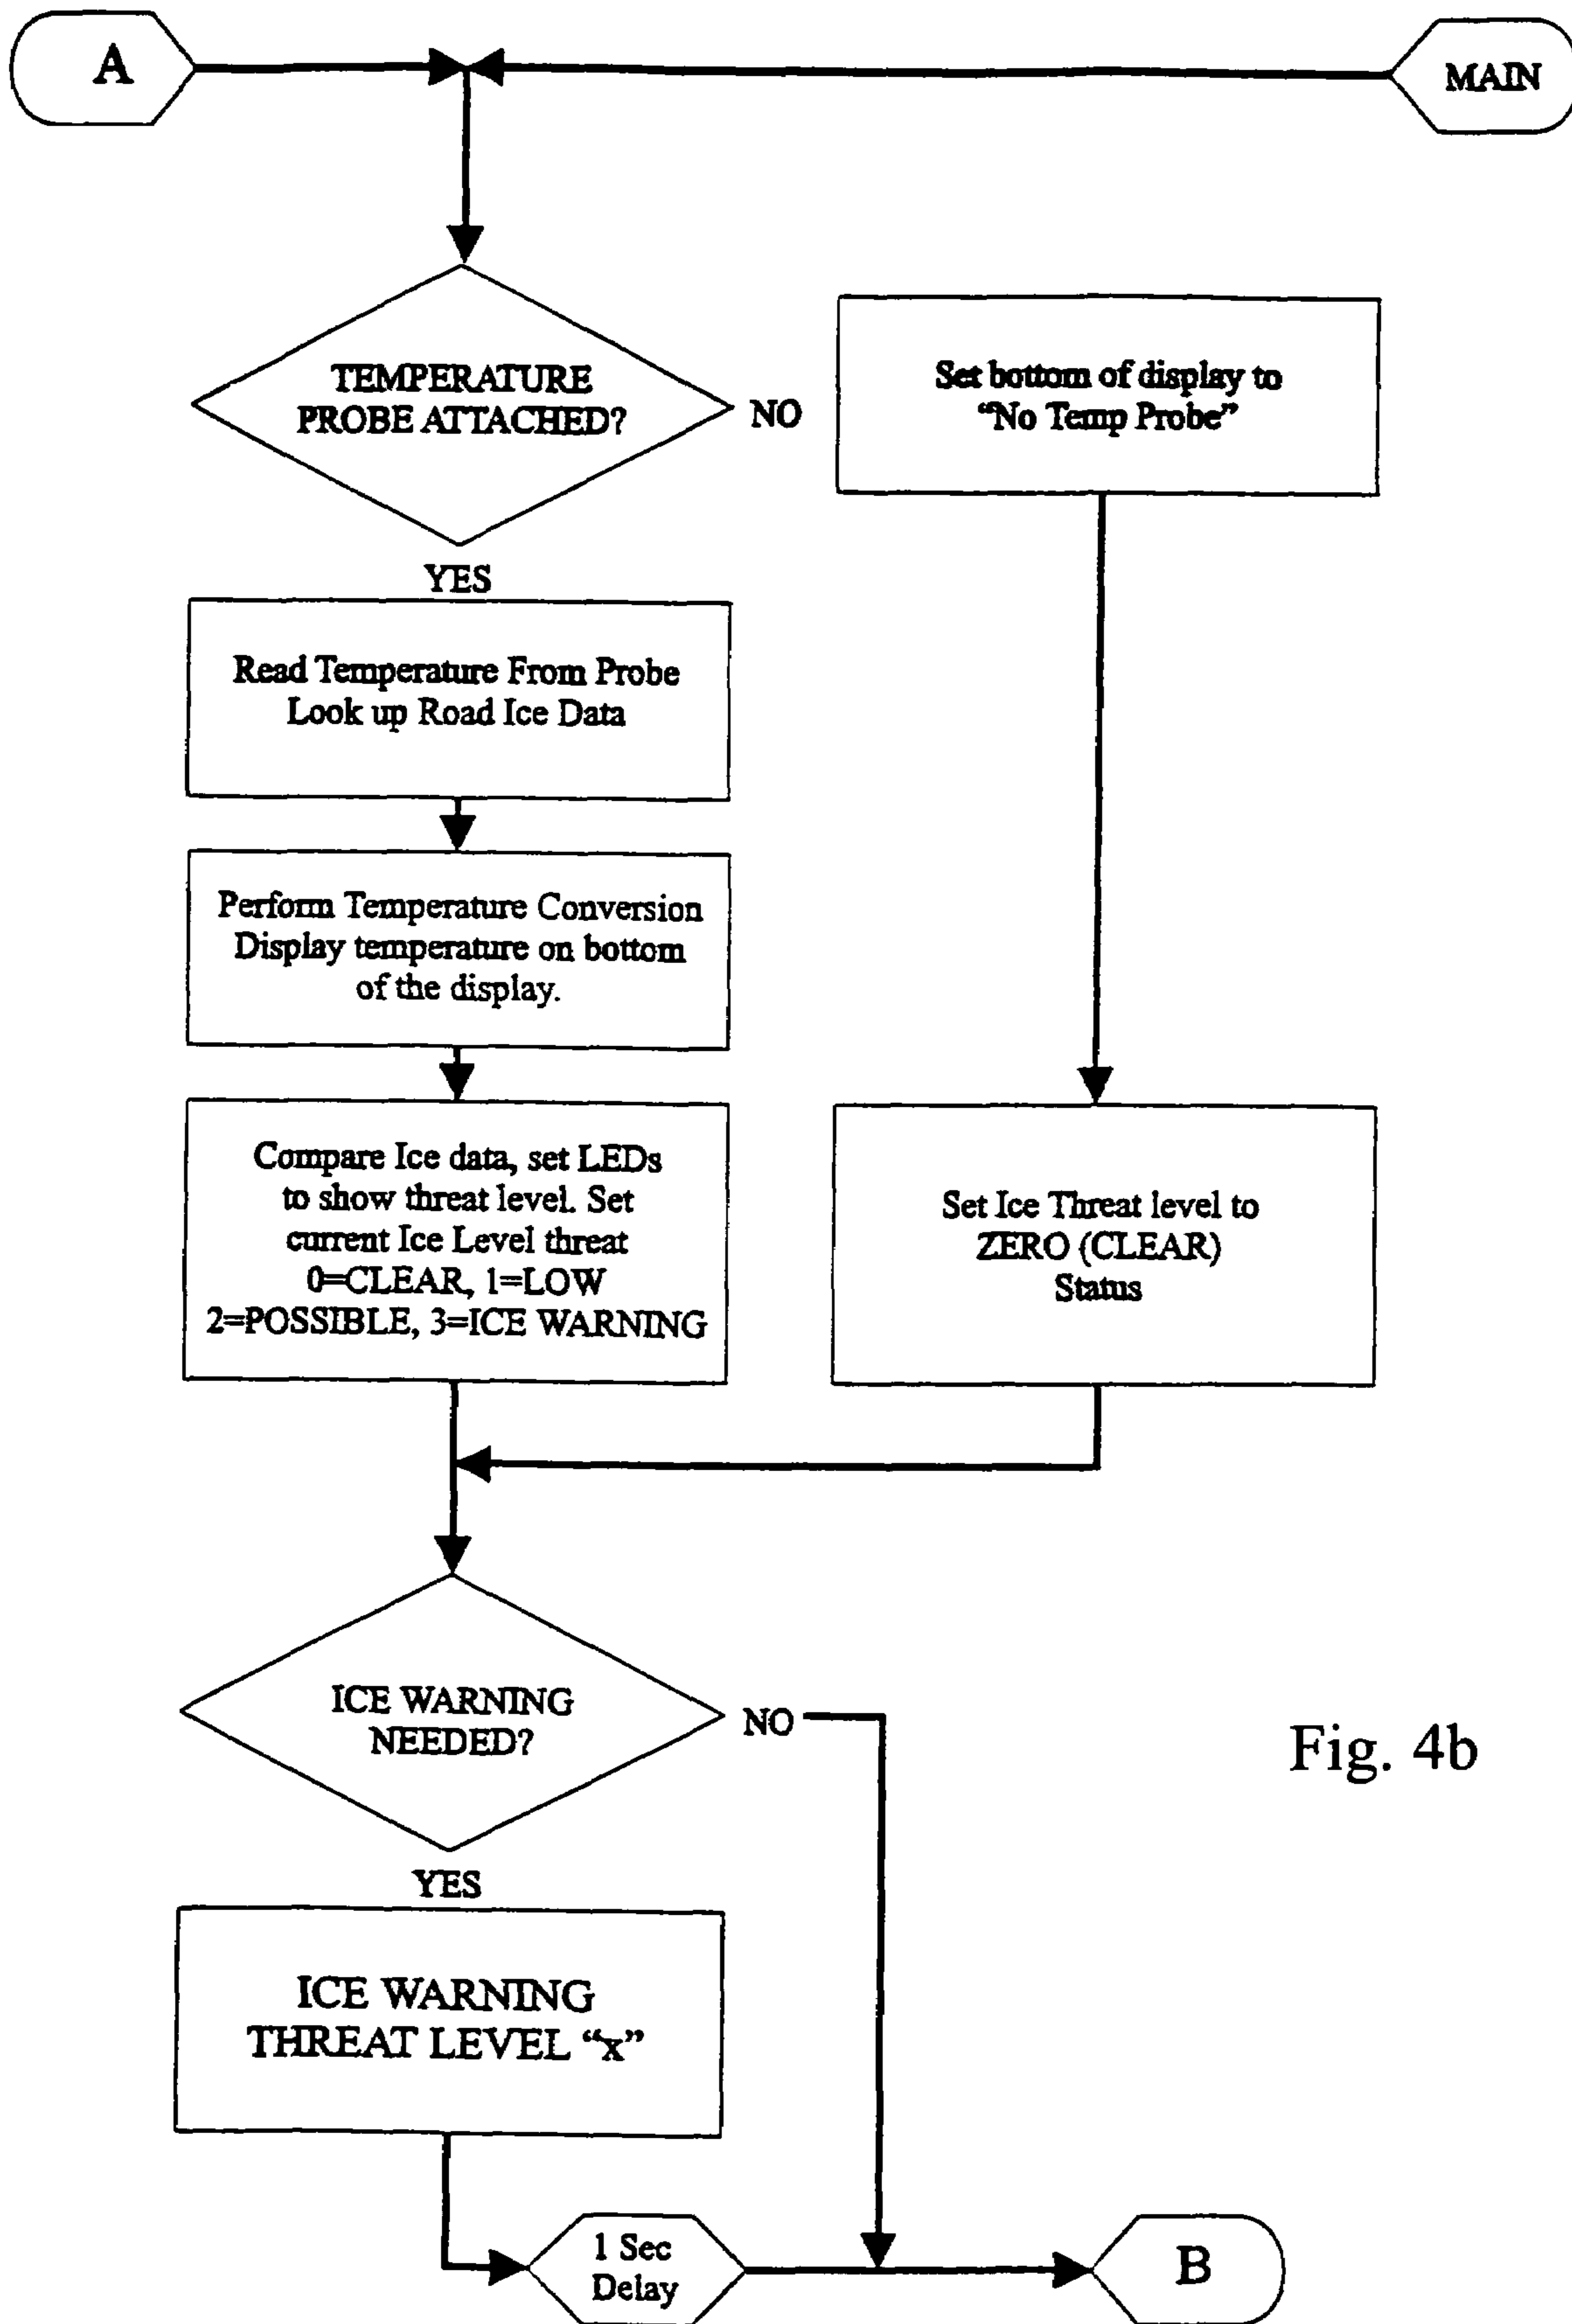 A
MAIN
TEMPERATURE
PROBE ATTACHED?
NO
Set bottom of display to
“No Temp Probe”
YES
Read Temperature From Probe
Look up Road Ice Data
Perform Temperature Conversion
Display temperature on bottom
of the display.
Compare Ice data, set LEDs
to show threat level. Set
current Ice Level threat
0=CLEAR, 1=LOW
2=POSSIBLE, 3=ICE WARNING
Set Ice Threat level to
ZERO (CLEAR)
Status
ICE WARNING
NEEDED?
NO
Fig. 4b
YES
ICE WARNING
THREAT LEVEL “x”
1 Sec
Delay
B